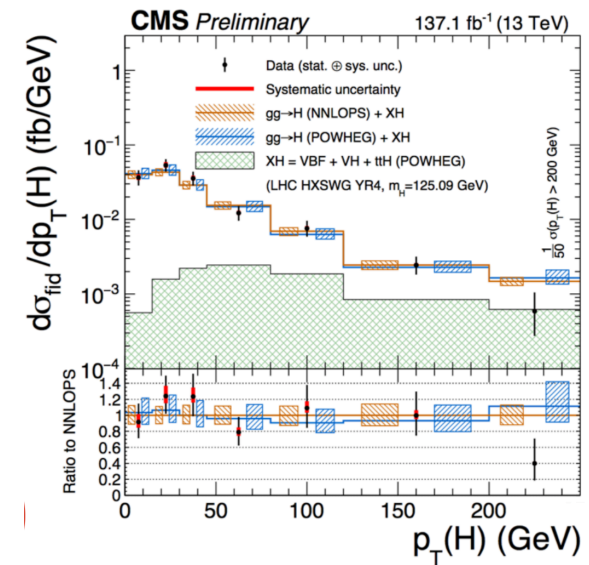 CMS Preliminary 137.1 fb⁻¹ (13 TeV)
dσ_fid/dp_T(H) (fb/GeV)
1
10⁻¹
10⁻²
10⁻³
10⁻⁴
Data (stat. ⊕ sys. unc.)
Systematic uncertainty
gg→H (NNLOPS) + XH
gg→H (POWHEG) + XH
XH = VBF + VH + ttH (POWHEG)
(LHC HXSWG YR4, m_H=125.09 GeV)
1/50 σ(p_T(H) > 200 GeV)
Ratio to NNLOPS
1.4
1.2
1
0.8
0.6
0.4
0.2
0
0 50 100 150 200
p_T(H) (GeV)